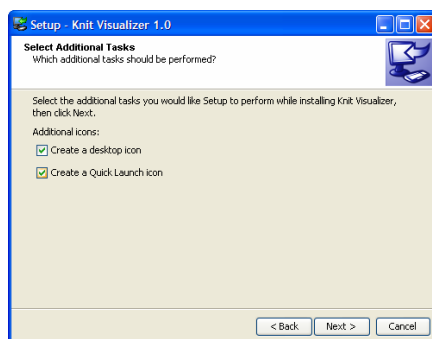 Setup - Knit Visualizer 1.0
Select Additional Tasks
Which additional tasks should be performed?
Select the additional tasks you would like Setup to perform while installing Knit Visualizer,
then click Next.
Additional icons:
Create a desktop icon
Create a Quick Launch icon
< Back Next > Cancel